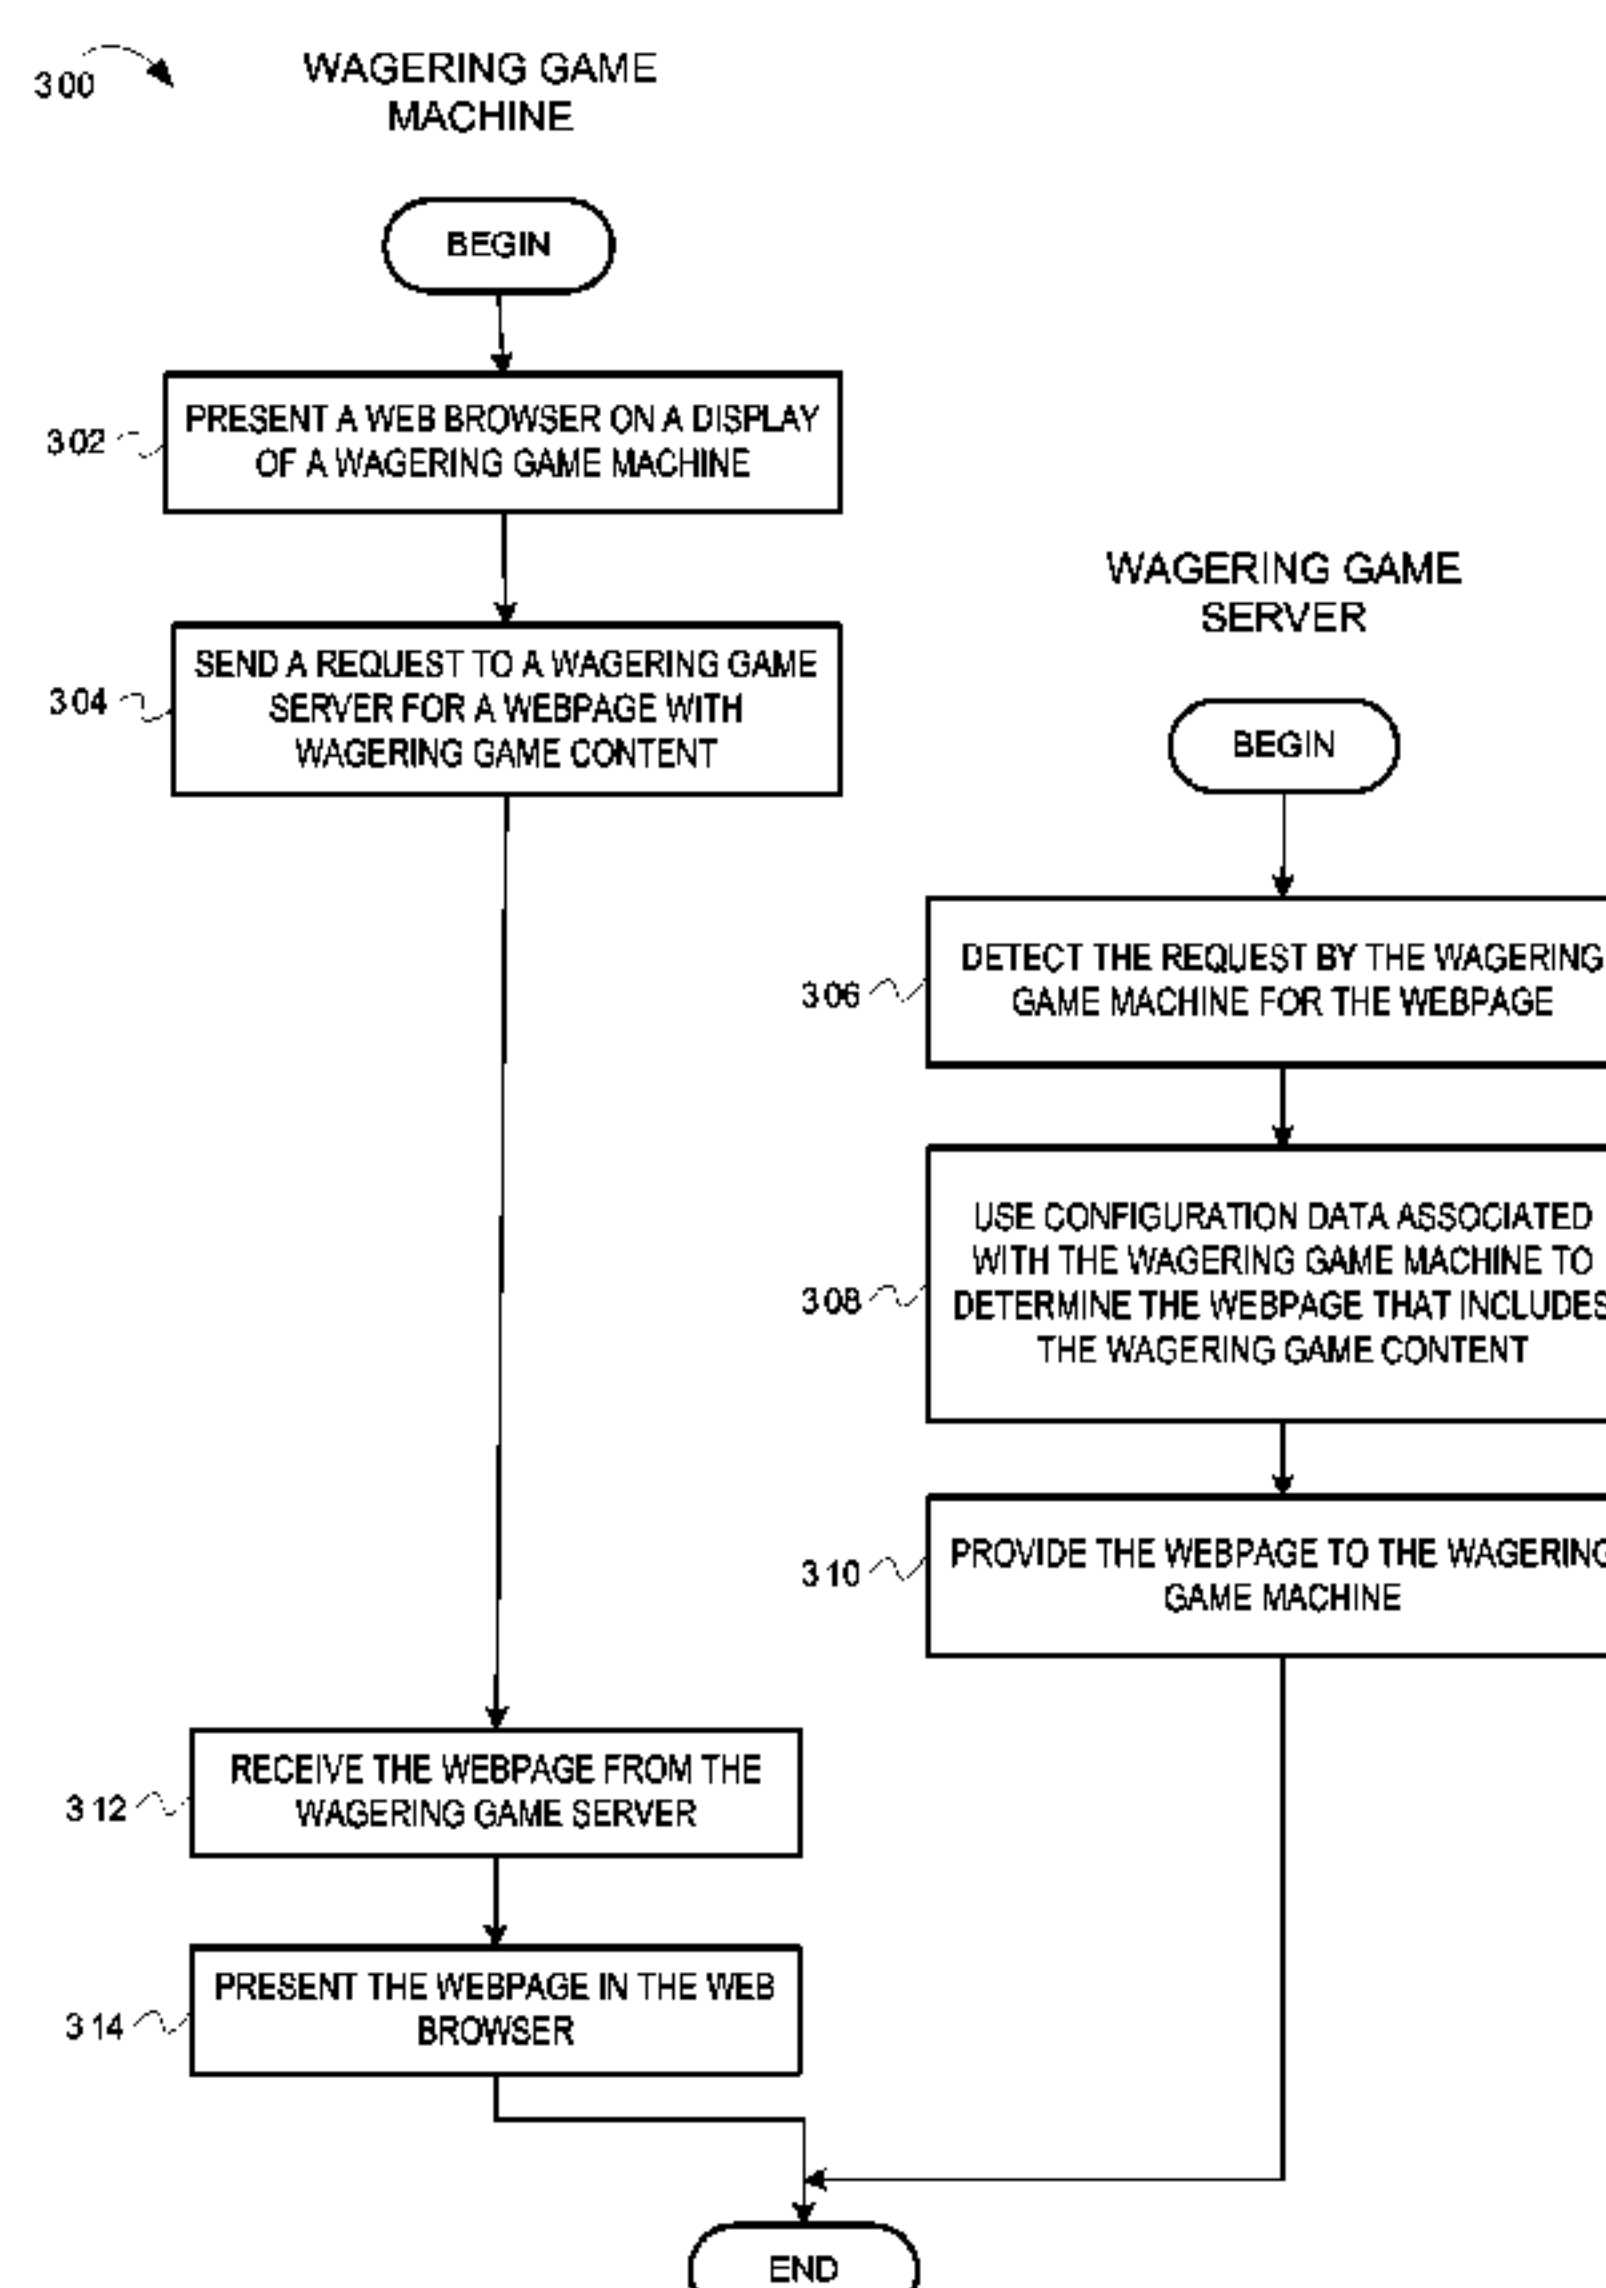 300
WAGERING GAME
MACHINE
BEGIN
302
PRESENT A WEB BROWSER ON A DISPLAY
OF A WAGERING GAME MACHINE
304
SEND A REQUEST TO A WAGERING GAME
SERVER FOR A WEBPAGE WITH
WAGERING GAME CONTENT
WAGERING GAME
SERVER
BEGIN
306
DETECT THE REQUEST BY THE WAGERING
GAME MACHINE FOR THE WEBPAGE
308
USE CONFIGURATION DATA ASSOCIATED
WITH THE WAGERING GAME MACHINE TO
DETERMINE THE WEBPAGE THAT INCLUDES
THE WAGERING GAME CONTENT
310
PROVIDE THE WEBPAGE TO THE WAGERING
GAME MACHINE
312
RECEIVE THE WEBPAGE FROM THE
WAGERING GAME SERVER
314
PRESENT THE WEBPAGE IN THE WEB
BROWSER
END